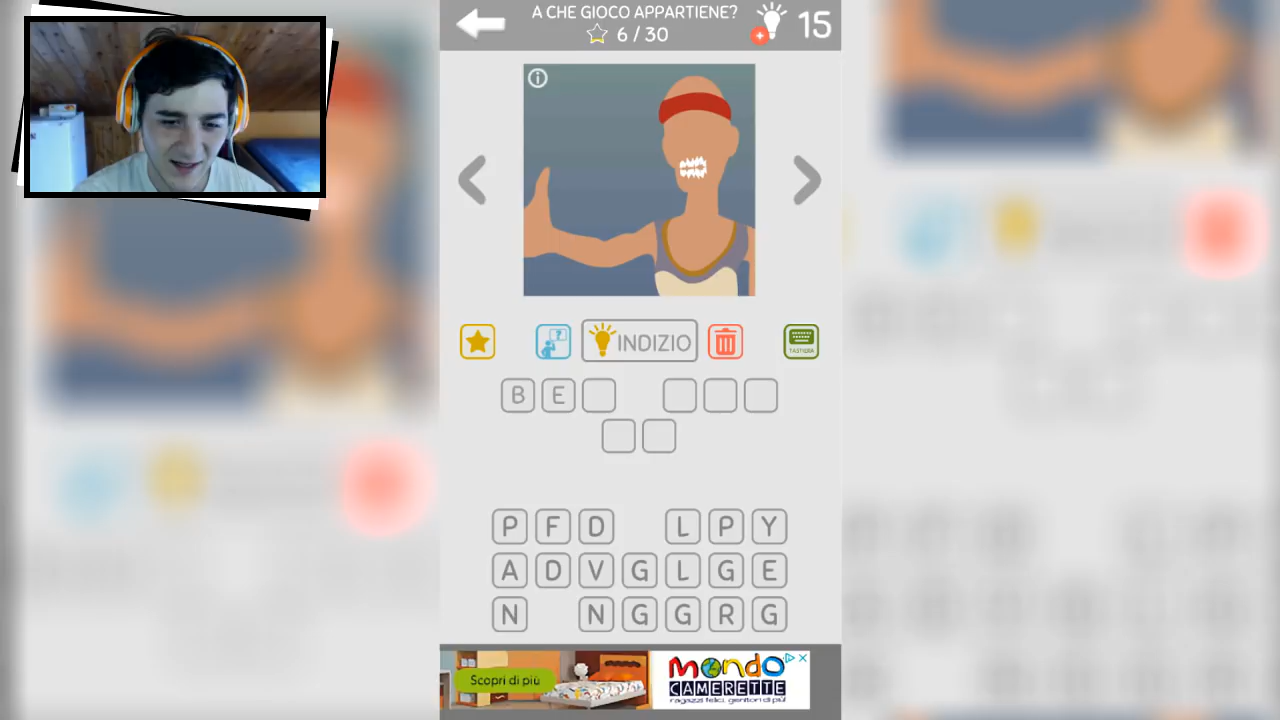 A CHE GIOCO APPARTIENE?
6 / 30
15
INDIZIO
TASTIERA
B E
P F D L P Y
A D V G L G E
N N G G R G
Scopri di più
MONDO
CAMERETTE
ragazzi felici, genitori di più!